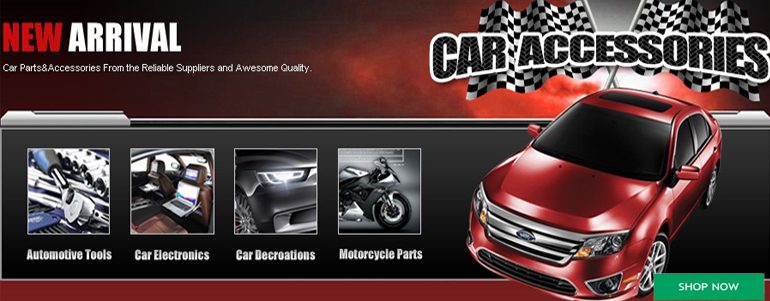 NEW ARRIVAL
CAR ACCESSORIES
Car Parts&Accessories From the Reliable Suppliers and Awesome Quality.
Automotive Tools
Car Electronics
Car Decroations
Motorcycle Parts
Ford
SHOP NOW